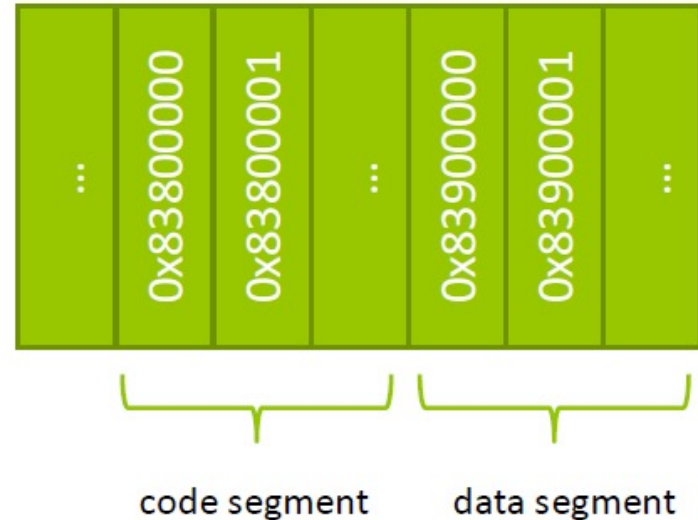 ...
0x83800000
0x83800001
...
0x83900000
0x83900001
...
code segment
data segment